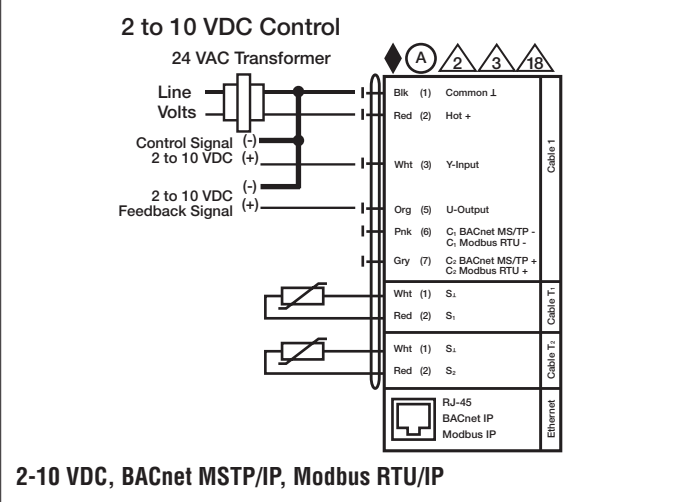 2 to 10 VDC Control
24 VAC Transformer
A 2 3 18
Line
Volts
Control Signal (-)
2 to 10 VDC (+)
2 to 10 VDC (-)
Feedback Signal (+)
Blk (1) Common ⊥
Red (2) Hot +
Wht (3) Y-Input
Org (5) U-Output
Pnk (6) C₁ BACnet MS/TP -
C₁ Modbus RTU -
Gry (7) C₂ BACnet MS/TP +
C₂ Modbus RTU +
Cable 1
Wht (1) S⊥
Red (2) S₁
Cable T₁
Wht (1) S⊥
Red (2) S₂
Cable T₂
RJ-45
BACnet IP
Modbus IP
Ethernet
2-10 VDC, BACnet MSTP/IP, Modbus RTU/IP